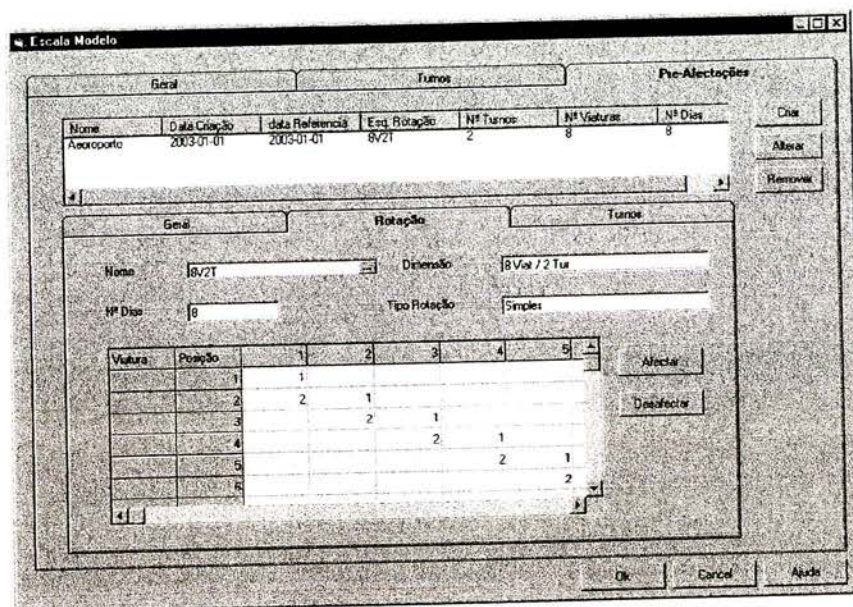 Escala Modelo
Geral Turnos Pre-Alectações
Nome Data Criação data Referencia Esq. Rotação Nº Turnos Nº Viaturas Nº Dias
Aeoroporto 2003-01-01 2003-01-01 8V2T 2 8 8
Criar
Alterar
Remover
Geral Rotação Turnos
Nome 8V2T ... Dimensão 8 Viat / 2 Tur
Nº Dias 8 Tipo Rotação Simples
Viatura Posição 1 2 3 4 5
1 1
2 2 1
3 2 1
4 2 1
5 2 1
6 2
Afectar
Desafectar
Ok Cancel Ajuda